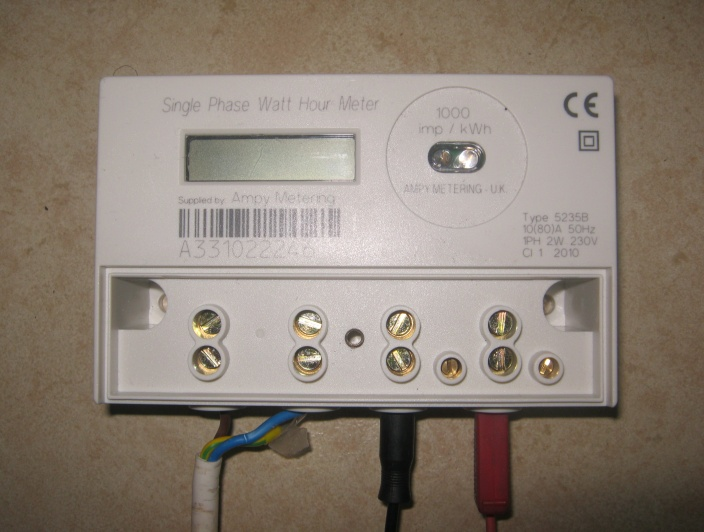 Single Phase Watt Hour Meter
1000
imp / kWh
CE
AMPY METERING - U.K.
Supplied by: Ampy Metering
A33102224
Type 5235B
10(80)A 50Hz
1PH 2W 230V
Cl 1 2010